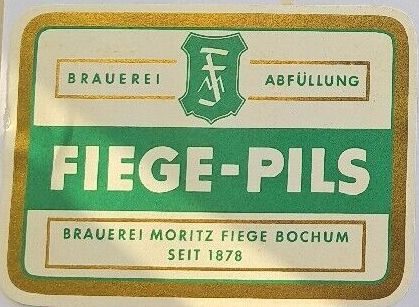 BRAUEREI ABFÜLLUNG
FIEGE-PILS
BRAUEREI MORITZ FIEGE BOCHUM
SEIT 1878